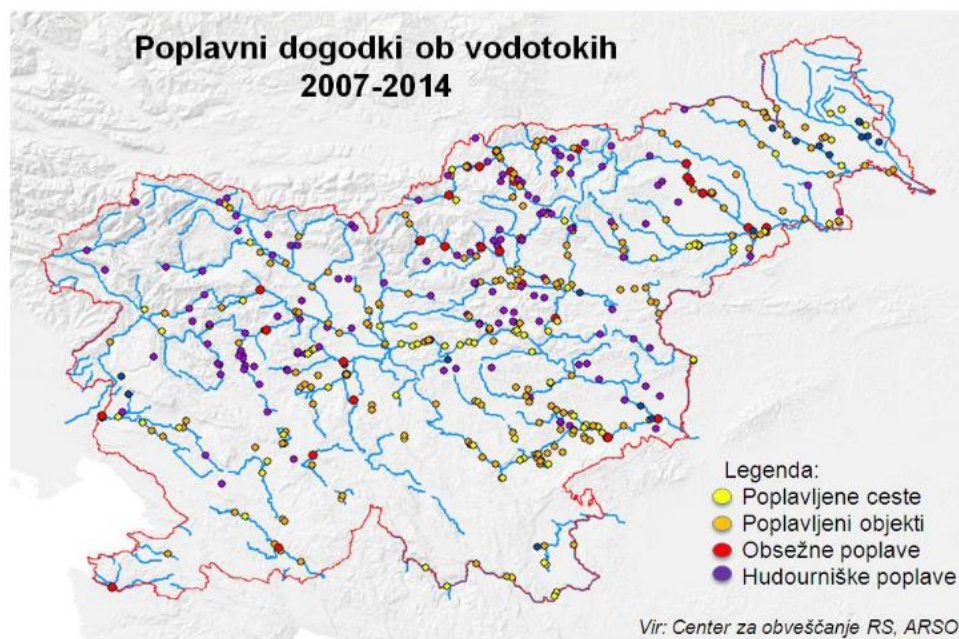 Poplavni dogodki ob vodotokih
2007-2014
Legenda:
Poplavljene ceste
Poplavljeni objekti
Obsežne poplave
Hudourniške poplave
Vir: Center za obveščanje RS, ARSO